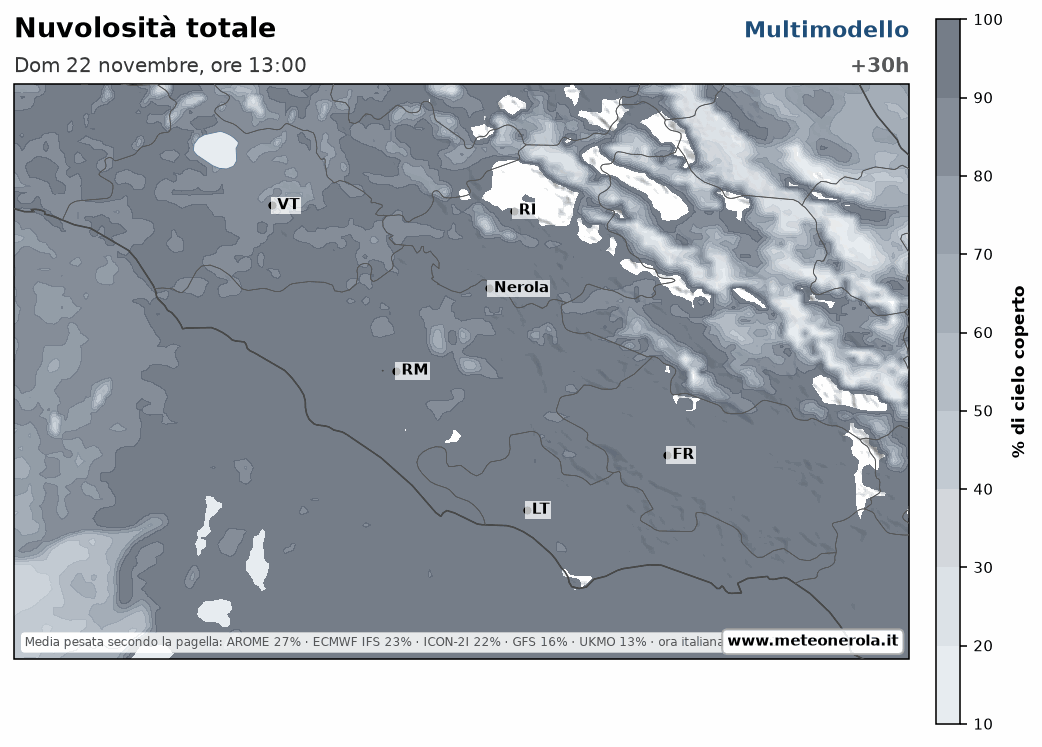 Nuvolosità totale
Multimodello
Dom 22 novembre, ore 13:00
+30h
100
90
80
70
60
50
40
30
20
10
% di cielo coperto
VT
RI
Nerola
RM
FR
LT
Media pesata secondo la pagella: AROME 27% · ECMWF IFS 23% · ICON-2I 22% · GFS 16% · UKMO 13% · ora italiana
www.meteonerola.it